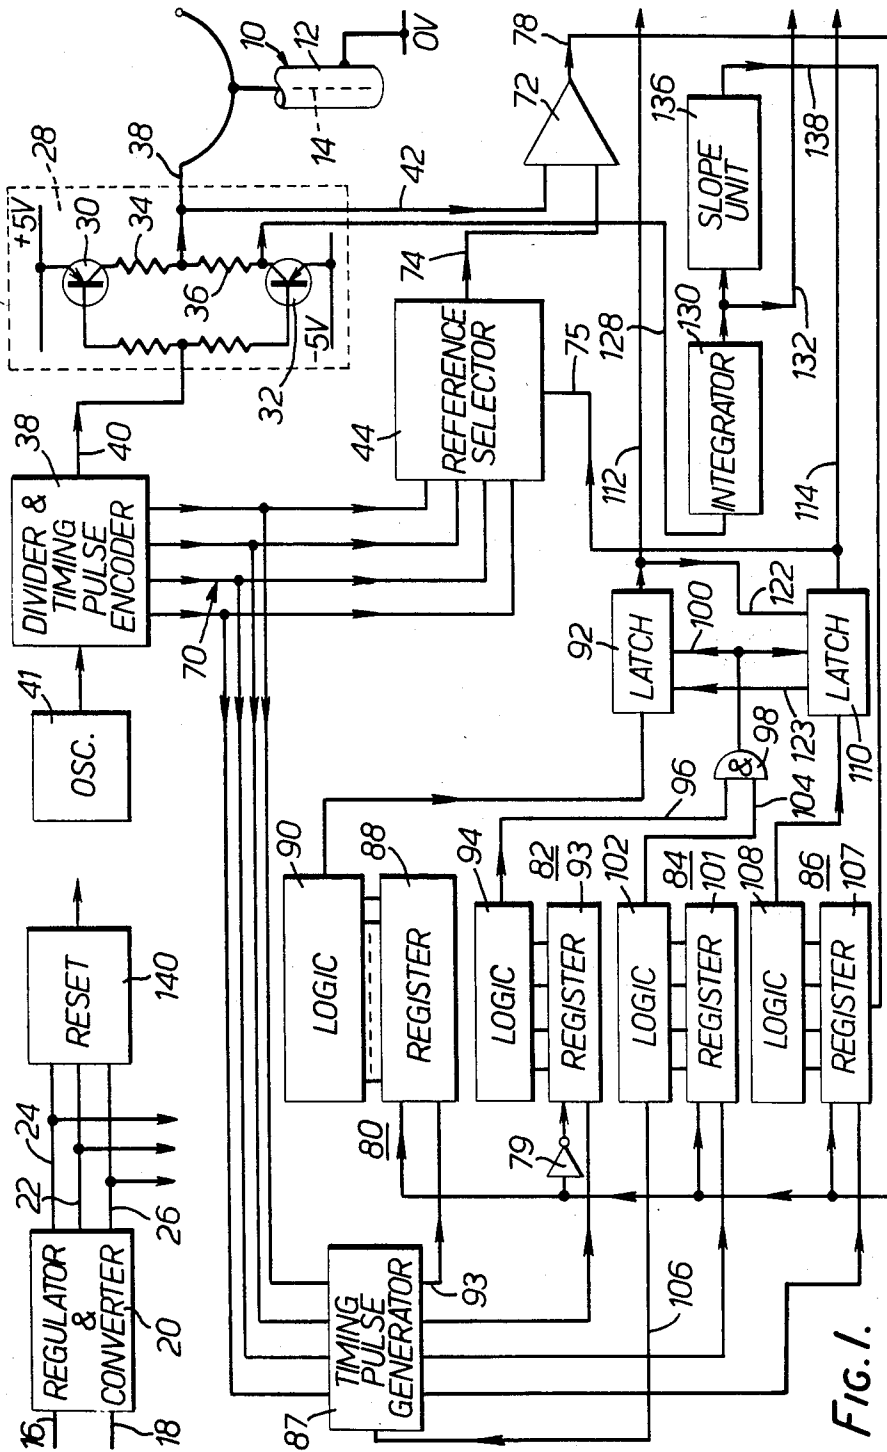 16
18
REGULATOR
&
CONVERTER
20
22
24
26
RESET
140
OSC.
41
DIVIDER &
TIMING
PULSE
ENCODER
38
40
+5V
28
30
34
36
32
-5V
38
10
12
14
0V
42
70
REFERENCE
SELECTOR
44
74
75
72
78
TIMING
PULSE
GENERATOR
87
93
106
80
79
LOGIC
90
REGISTER
88
LOGIC
94
82
REGISTER
93
LOGIC
102
84
REGISTER
101
LOGIC
108
86
REGISTER
107
96
&
98
104
LATCH
92
100
122
123
LATCH
110
112
128
114
INTEGRATOR
130
132
SLOPE
UNIT
136
138
FIG. 1.